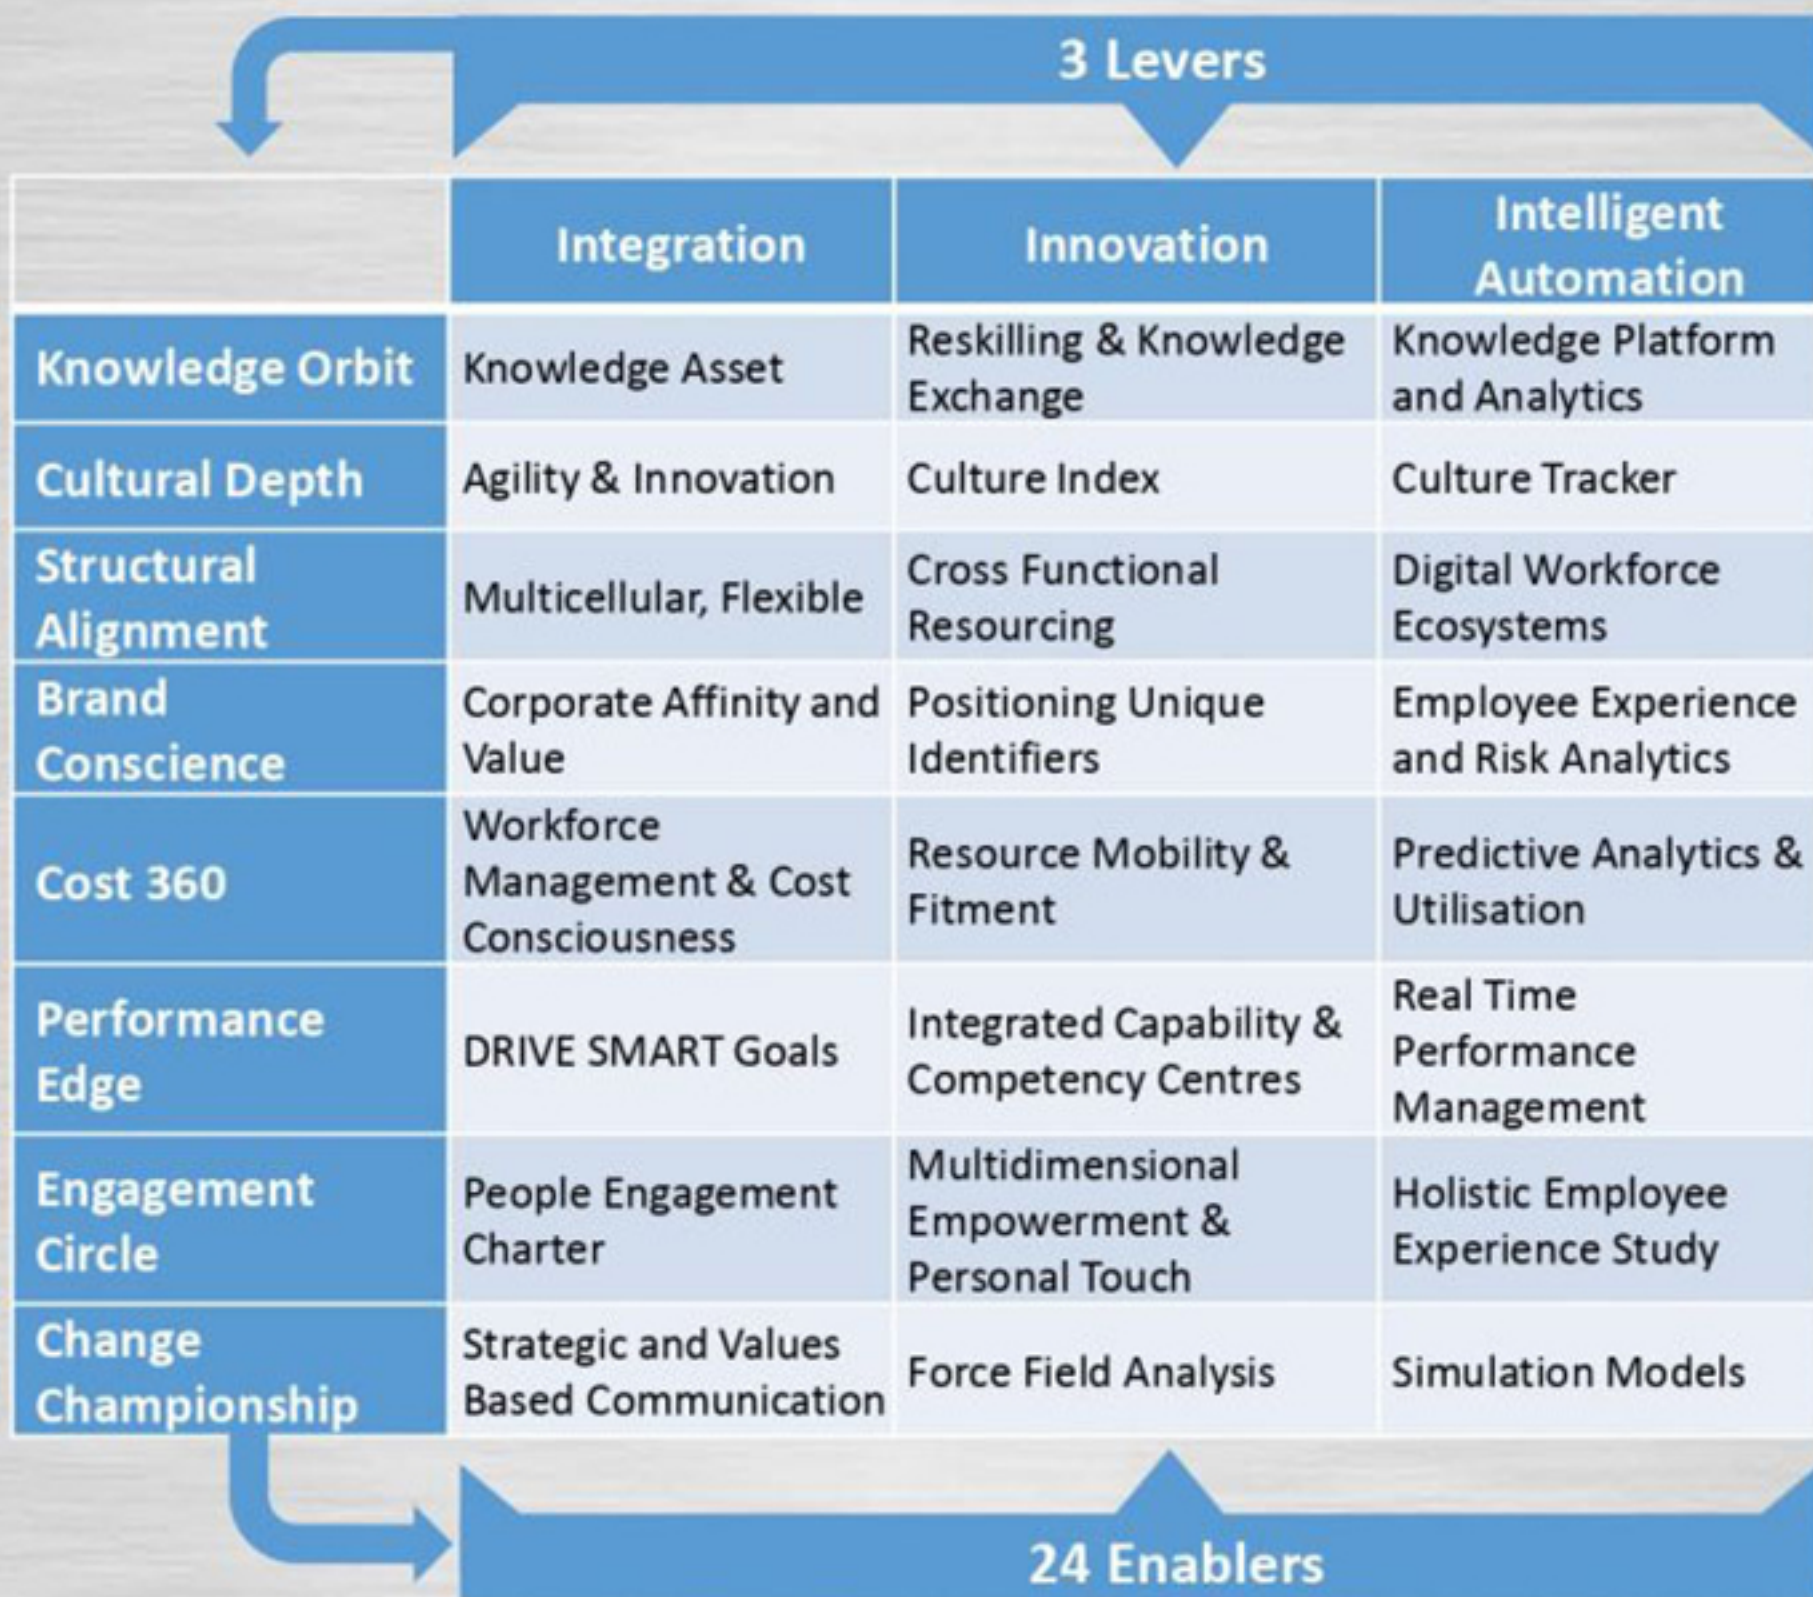 3 Levers
Integration
Innovation
Intelligent
Automation
Knowledge Orbit
Knowledge Asset
Reskilling & Knowledge
Exchange
Knowledge Platform
and Analytics
Cultural Depth
Agility & Innovation
Culture Index
Culture Tracker
Structural
Alignment
Multicellular, Flexible
Cross Functional
Resourcing
Digital Workforce
Ecosystems
Brand
Conscience
Corporate Affinity and
Value
Positioning Unique
Identifiers
Employee Experience
and Risk Analytics
Cost 360
Workforce
Management & Cost
Consciousness
Resource Mobility &
Fitment
Predictive Analytics &
Utilisation
Performance
Edge
DRIVE SMART Goals
Integrated Capability &
Competency Centres
Real Time
Performance
Management
Engagement
Circle
People Engagement
Charter
Multidimensional
Empowerment &
Personal Touch
Holistic Employee
Experience Study
Change
Championship
Strategic and Values
Based Communication
Force Field Analysis
Simulation Models
24 Enablers